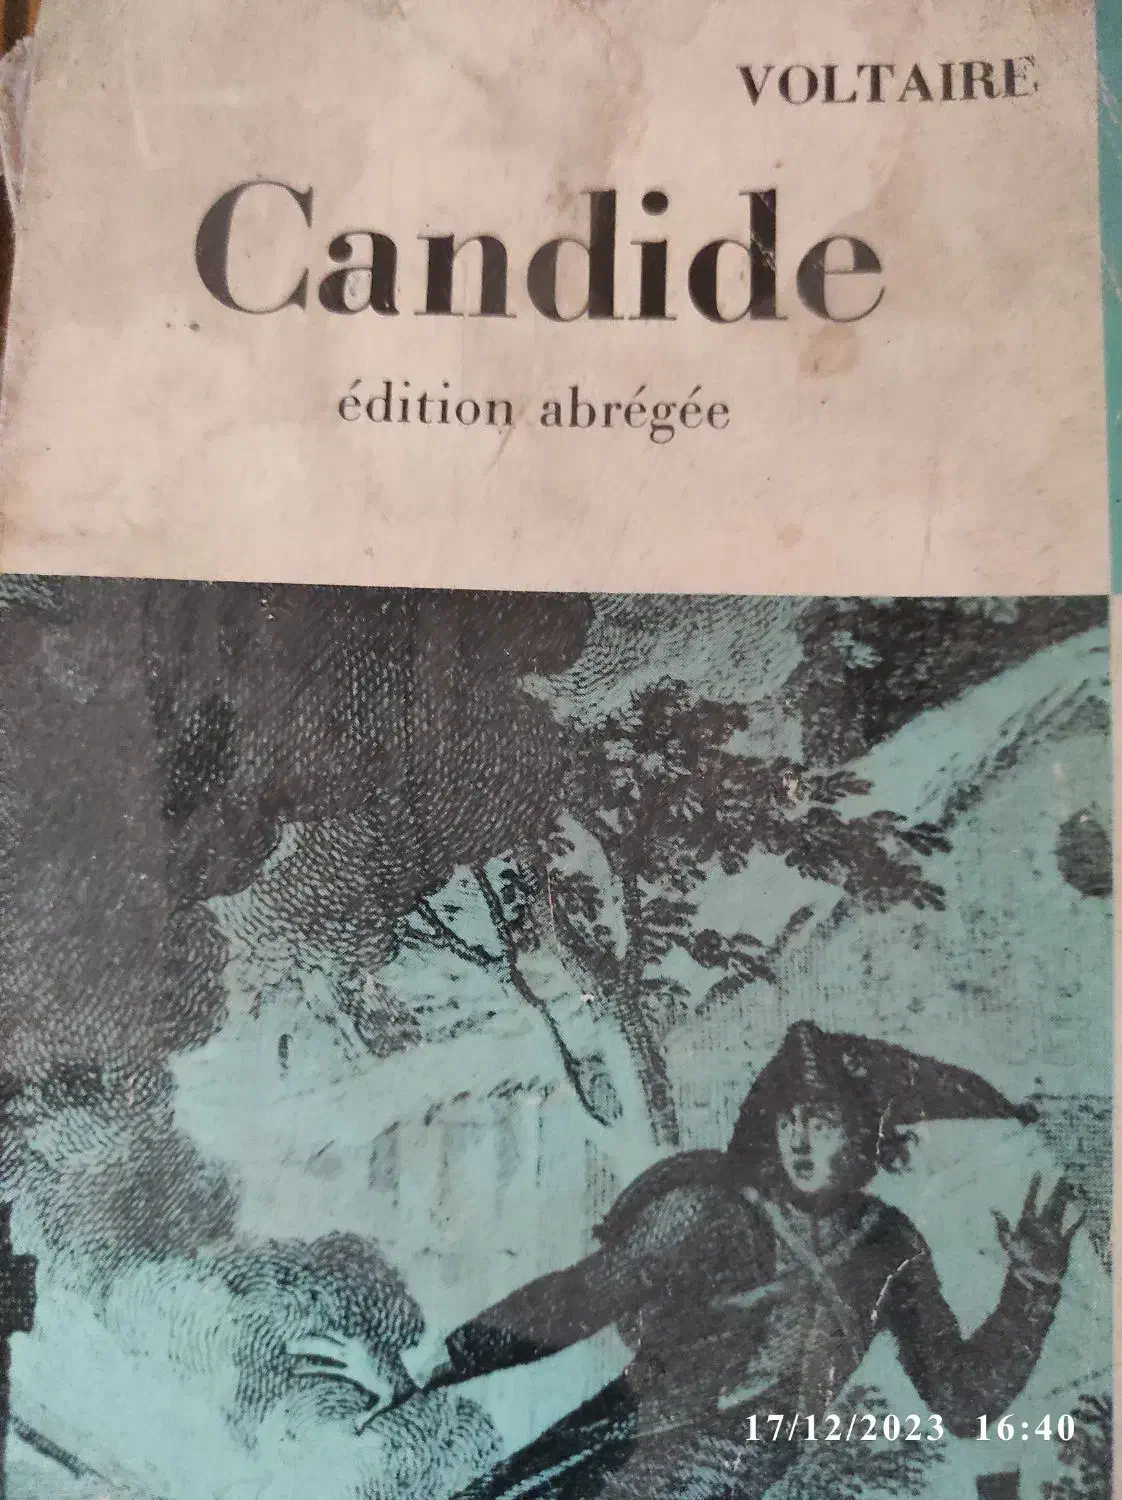 VOLTAIRE
Candide
édition abrégée
17/12/2023 16:40